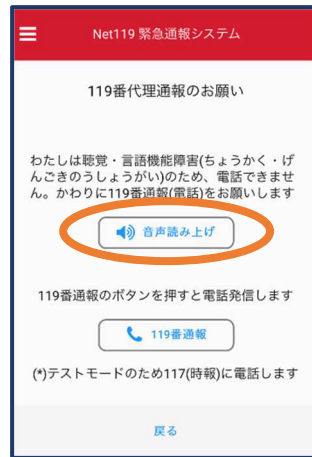 Net119 緊急通報システム
119番代理通報のお願い
わたしは聴覚・言語機能障害(ちょうかく・げ
んごきのうしょうがい)のため、電話できませ
ん。かわりに119番通報(電話)をお願いします
音声読み上げ
119番通報のボタンを押すと電話発信します
119番通報
(*)テストモードのため117(時報)に電話します
戻る